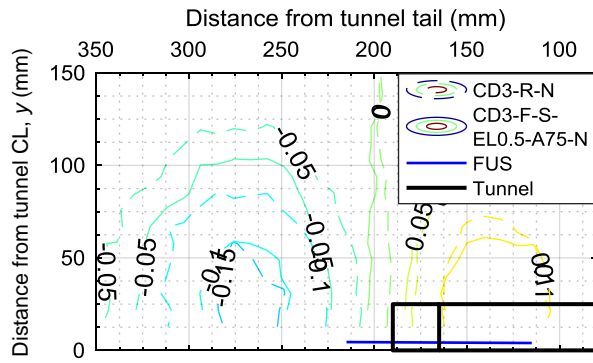 Distance from tunnel tail (mm)
350 300 250 200 150 100
Distance from tunnel CL, y (mm)
150
100
50
0
CD3-R-N
CD3-F-S-
EL0.5-A75-N
FUS
Tunnel
0
-0.05
-0.05
-0.05
-0.05
-0.1
-0.15
0.05